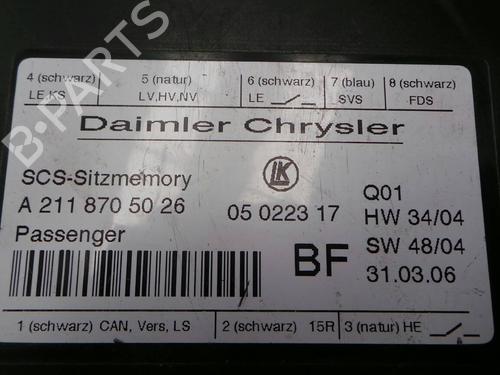 4 (schwarz) 5 (natur) 6 (schwarz) 7 (blau) 8 (schwarz)
LE,KS LV,HV,NV LE SVS FDS
Daimler Chrysler
SCS-Sitzmemory LK Q01
A 211 870 50 26 05 0223 17 HW 34/04
Passenger BF SW 48/04
31.03.06
1 (schwarz) CAN, Vers, LS 2 (schwarz) 15R 3 (natur) HE
B-PARTS